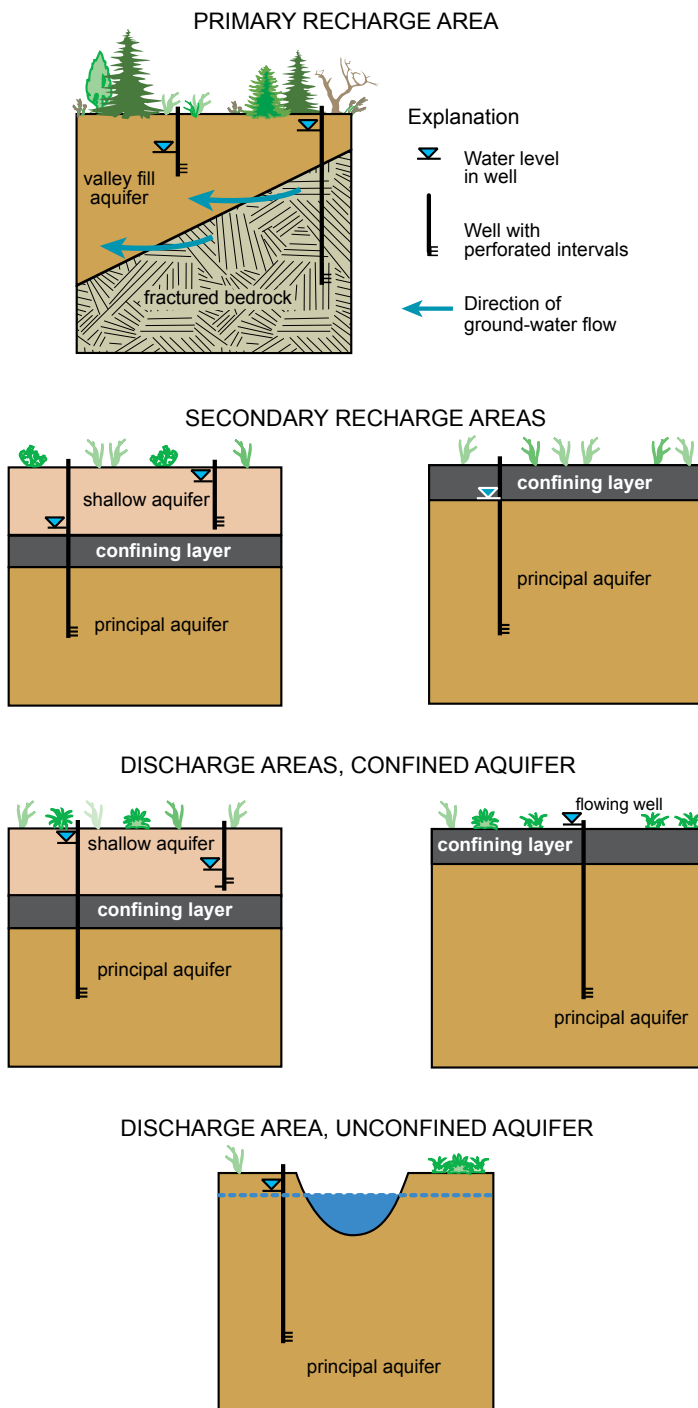 PRIMARY RECHARGE AREA
valley fill
aquifer
fractured bedrock
Explanation
Water level
in well
Well with
perforated intervals
Direction of
ground-water flow
SECONDARY RECHARGE AREAS
shallow aquifer
confining layer
principal aquifer
confining layer
principal aquifer
DISCHARGE AREAS, CONFINED AQUIFER
shallow aquifer
confining layer
principal aquifer
flowing well
confining layer
principal aquifer
DISCHARGE AREA, UNCONFINED AQUIFER
principal aquifer